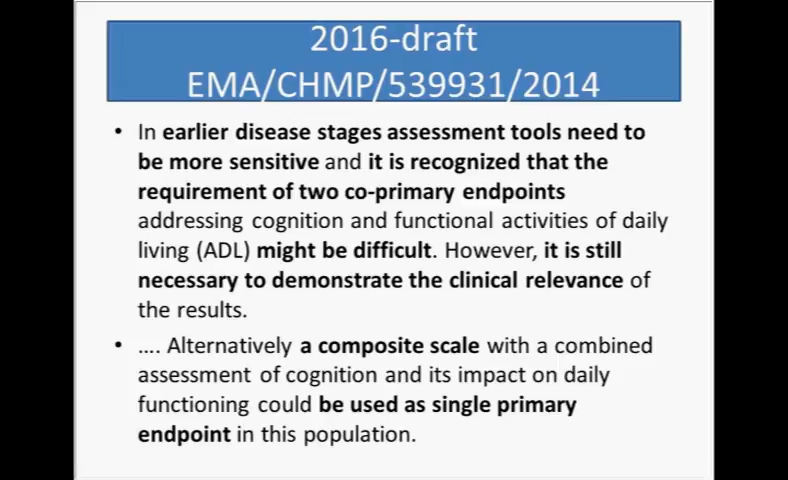 2016-draft
EMA/CHMP/539931/2014
• In earlier disease stages assessment tools need to
be more sensitive and it is recognized that the
requirement of two co-primary endpoints
addressing cognition and functional activities of daily
living (ADL) might be difficult. However, it is still
necessary to demonstrate the clinical relevance of
the results.
• .... Alternatively a composite scale with a combined
assessment of cognition and its impact on daily
functioning could be used as single primary
endpoint in this population.